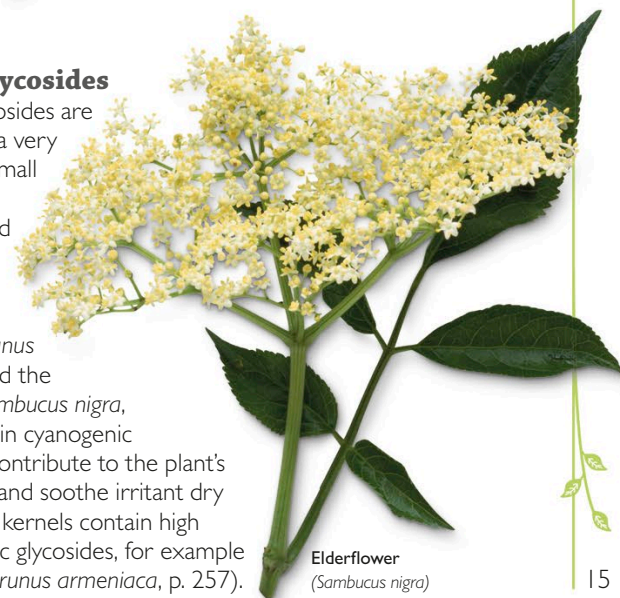 ycosides
osides are
a very
mall
d
nus
d the
mbucus nigra,
in cyanogenic
ontribute to the plant's
and soothe irritant dry
kernels contain high
c glycosides, for example
runus armeniaca, p. 257).
Elderflower
(Sambucus nigra)
15